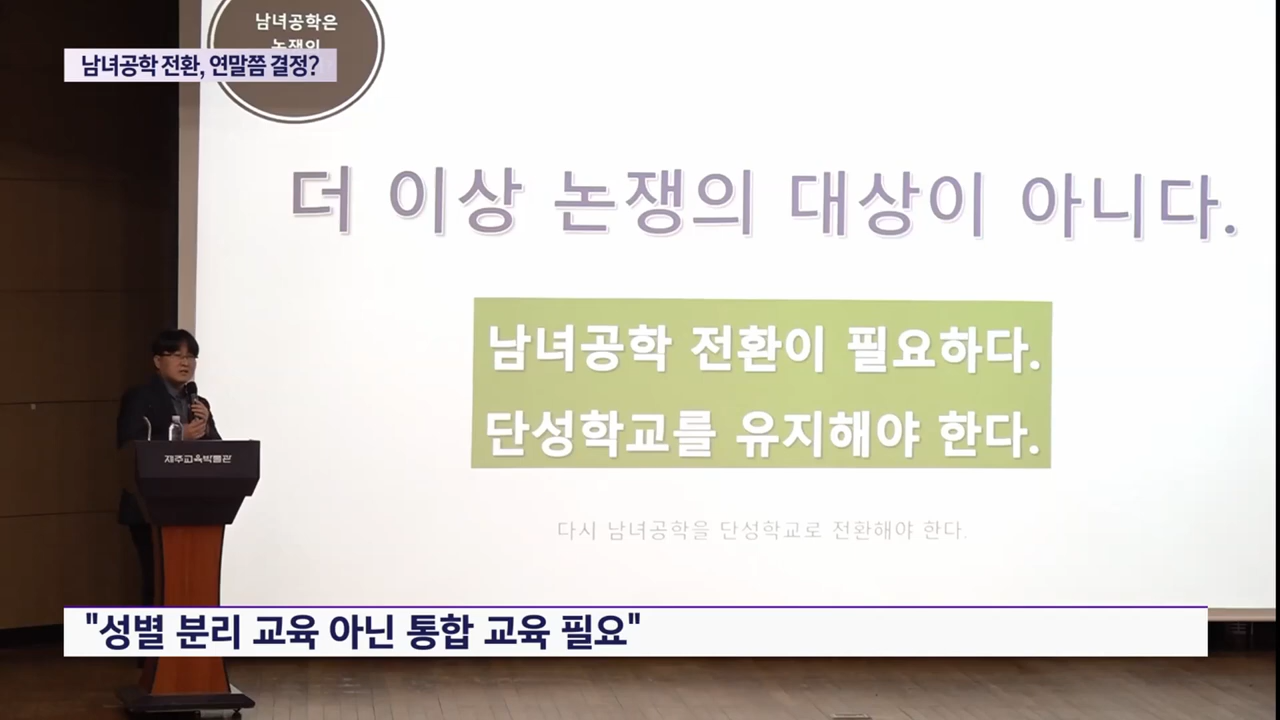 남녀공학은
논쟁의
남녀공학 전환, 연말쯤 결정?
더 이상 논쟁의 대상이 아니다.
남녀공학 전환이 필요하다.
단성학교를 유지해야 한다.
다시 남녀공학을 단성학교로 전환해야 한다.
제주교육박물관
"성별 분리 교육 아닌 통합 교육 필요"